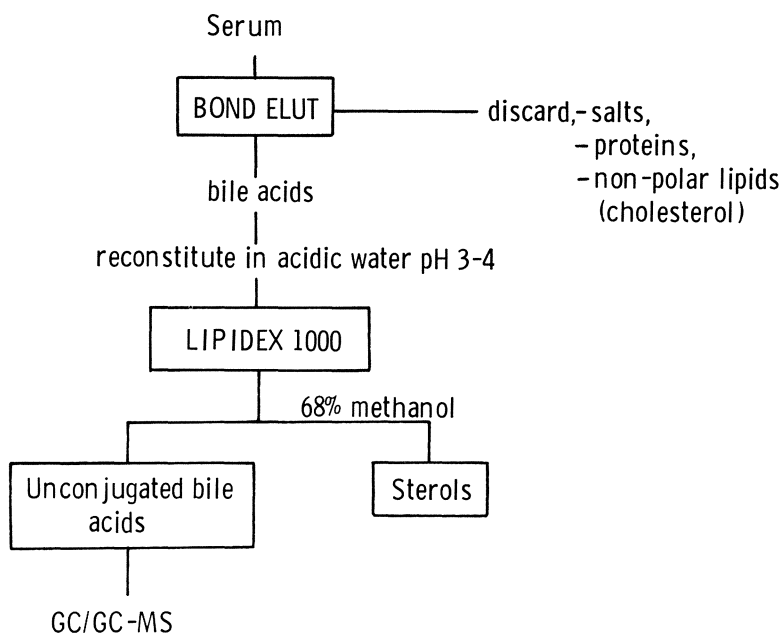 Serum
BOND ELUT
discard,-salts,
-proteins,
-non-polar lipids
(cholesterol)
bile acids
reconstitute in acidic water pH 3-4
LIPIDEX 1000
68% methanol
Unconjugated bile
acids
Sterols
GC/GC-MS